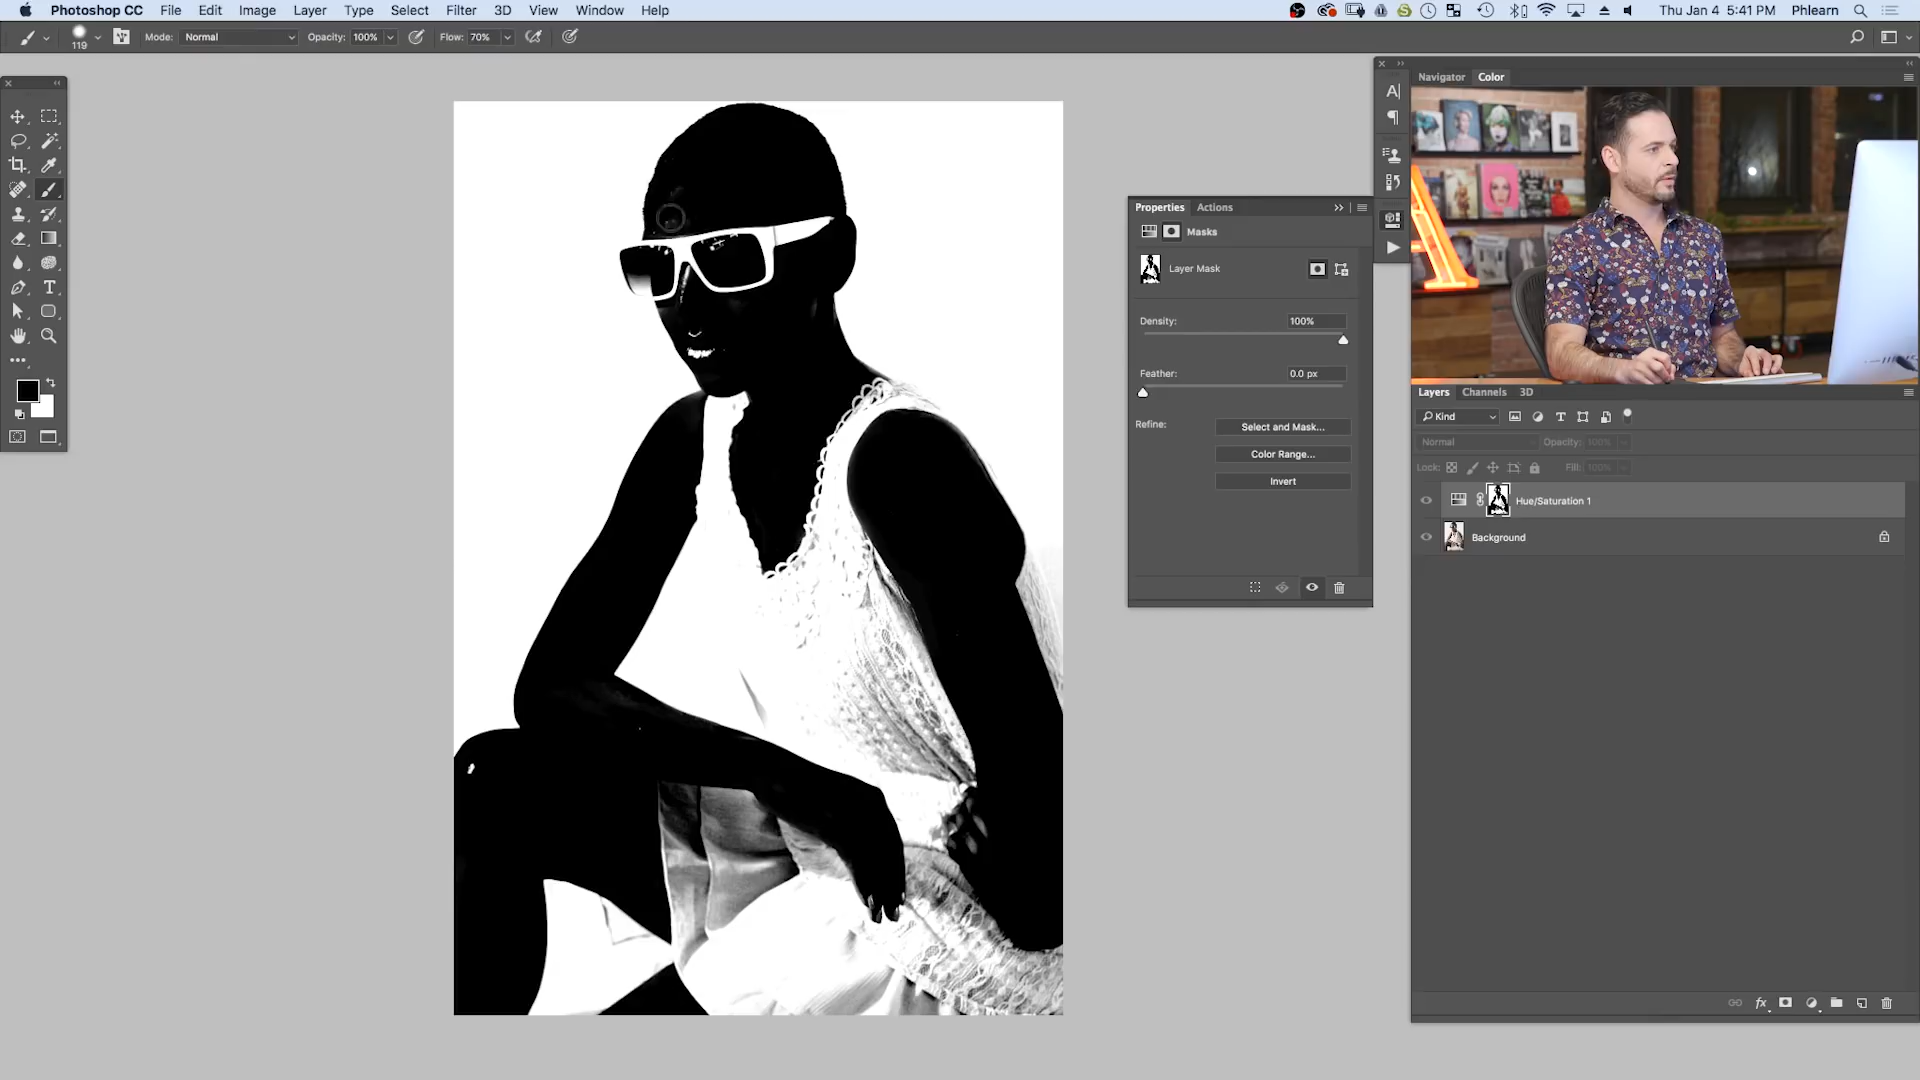 Photoshop CC File Edit Image Layer Type Select Filter 3D View Window Help Thu Jan 4 5:41 PM Phlearn
119 Mode: Normal Opacity: 100% Flow: 70%
Navigator Color
Properties Actions
Masks
Layer Mask
Density: 100%
Feather: 0.0 px
Refine: Select and Mask...
Color Range...
Invert
Layers Channels 3D
Kind
Normal Opacity: 100%
Lock: Fill: 100%
Hue/Saturation 1
Background